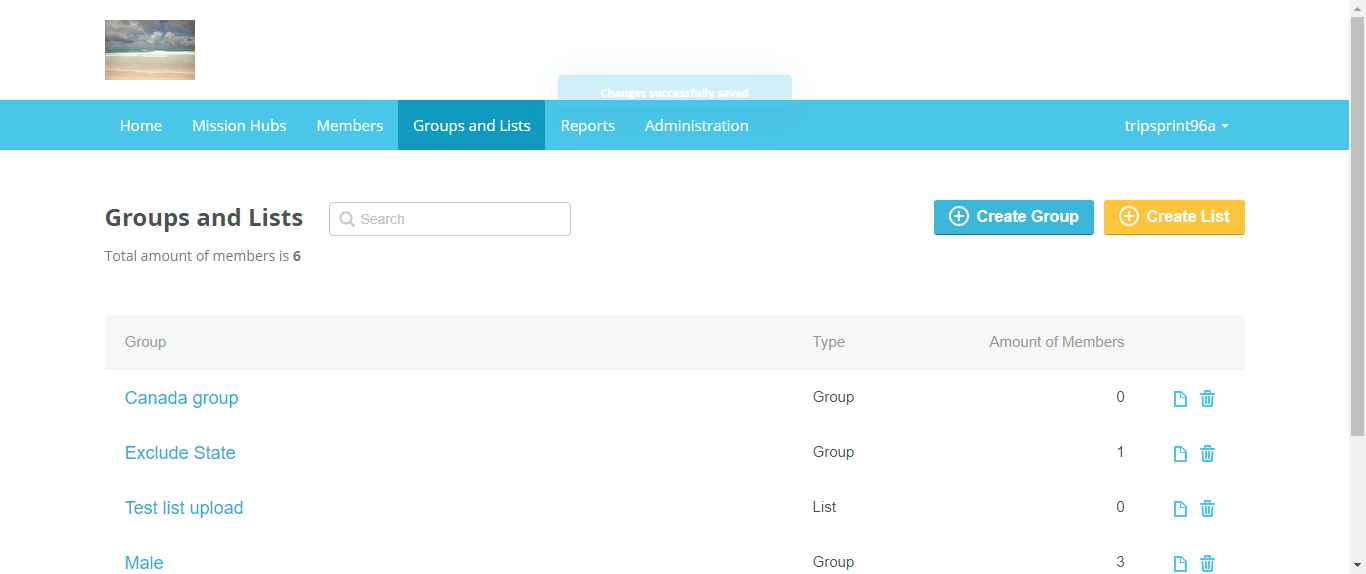 Changes successfully saved
Home Mission Hubs Members Groups and Lists Reports Administration tripsprint96a
Groups and Lists Search Create Group Create List
Total amount of members is 6
Group Type Amount of Members
Canada group Group 0
Exclude State Group 1
Test list upload List 0
Male Group 3